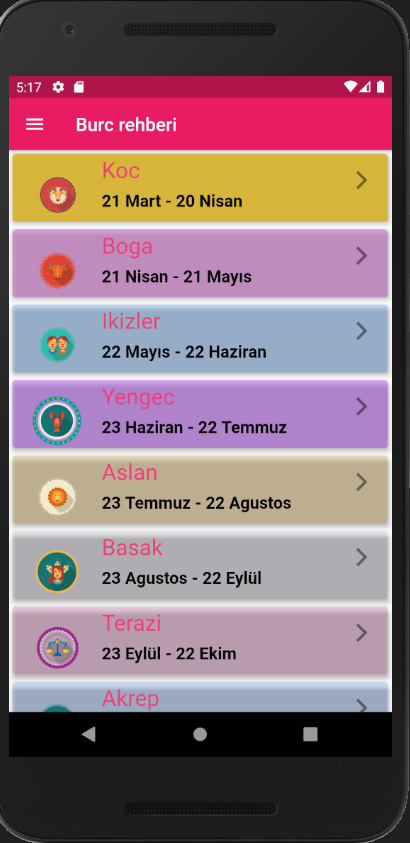 5:17
Burc rehberi
Koc
21 Mart - 20 Nisan
Boga
21 Nisan - 21 Mayıs
Ikizler
22 Mayıs - 22 Haziran
Yengec
23 Haziran - 22 Temmuz
Aslan
23 Temmuz - 22 Agustos
Basak
23 Agustos - 22 Eylül
Terazi
23 Eylül - 22 Ekim
Akrep